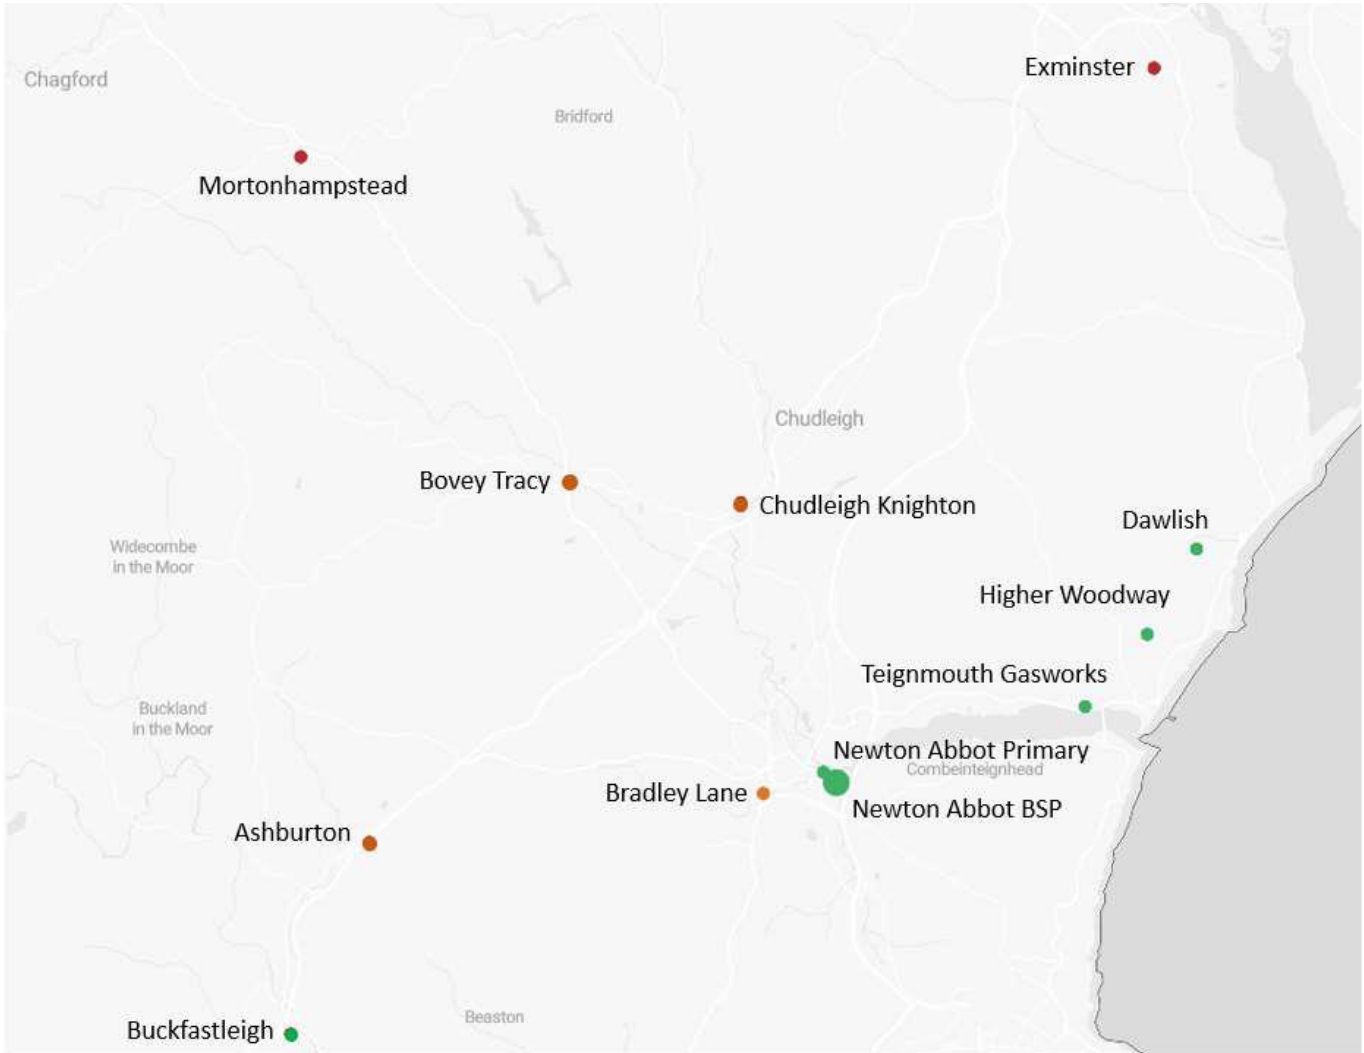 Exminster
Chagford
Bridford
Mortonhampstead
Chudleigh
Bovey Tracy
Chudleigh Knighton
Dawlish
Widecombe
in the Moor
Higher Woodway
Teignmouth Gasworks
Buckland
in the Moor
Newton Abbot Primary
Combeinteignhead
Bradley Lane
Newton Abbot BSP
Ashburton
Beaston
Buckfastleigh